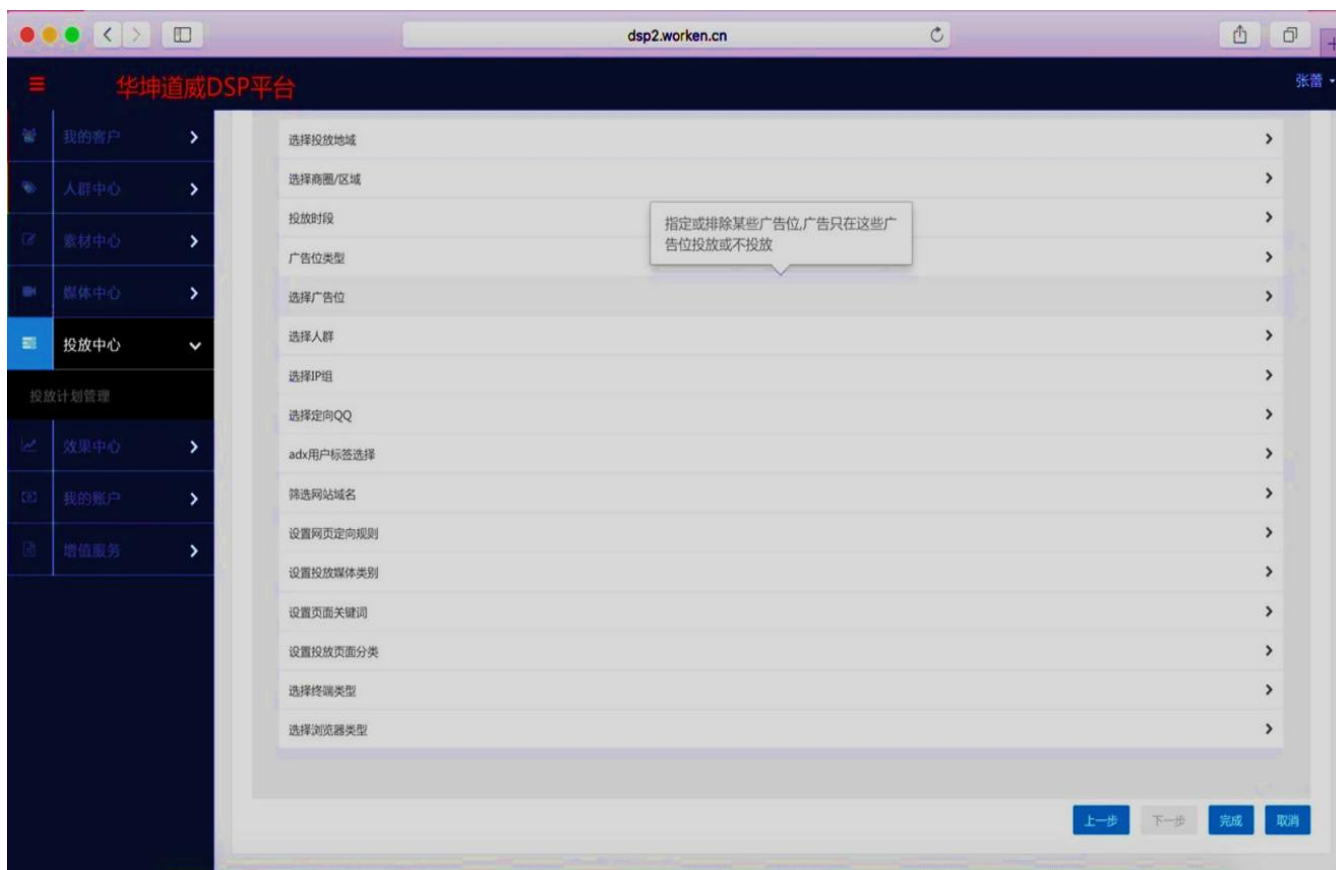 dsp2.worken.cn
华坤道威DSP平台
张蕾
我的客户
人群中心
素材中心
媒体中心
投放中心
投放计划管理
效果中心
我的账户
增值服务
选择投放地域
选择商圈/区域
投放时段
指定或排除某些广告位,广告只在这些广
告位投放或不投放
广告位类型
选择广告位
选择人群
选择IP组
选择定向QQ
adx用户标签选择
筛选网站域名
设置网页定向规则
设置投放媒体类别
设置页面关键词
设置投放页面分类
选择终端类型
选择浏览器类型
上一步
下一步
完成
取消